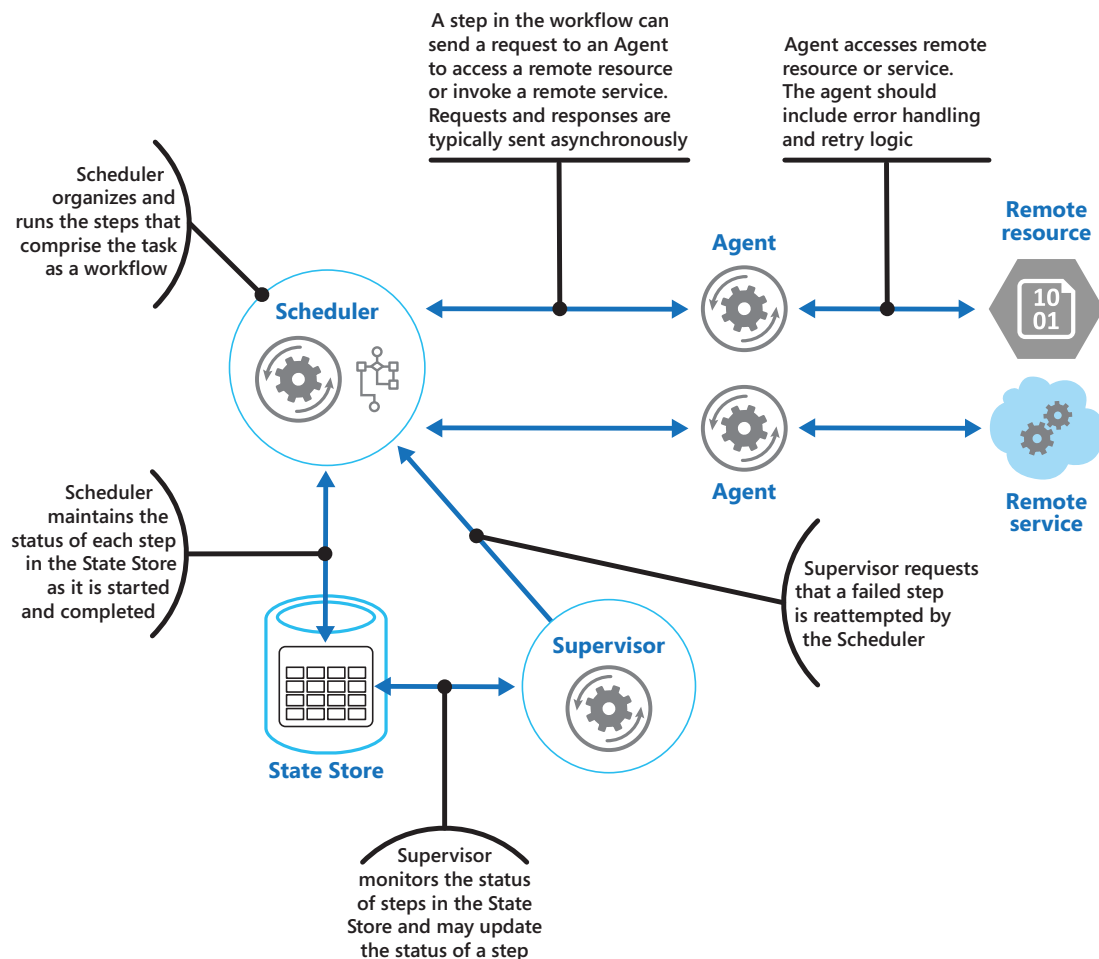 A step in the workflow can
send a request to an Agent
to access a remote resource
or invoke a remote service.
Requests and responses are
typically sent asynchronously
Agent accesses remote
resource or service.
The agent should
include error handling
and retry logic
Scheduler
organizes and
runs the steps that
comprise the task
as a workflow
Scheduler
Agent
Remote
resource
10
01
Agent
Remote
service
Scheduler
maintains the
status of each step
in the State Store
as it is started
and completed
Supervisor requests
that a failed step
is reattempted by
the Scheduler
Supervisor
State Store
Supervisor
monitors the status
of steps in the State
Store and may update
the status of a step